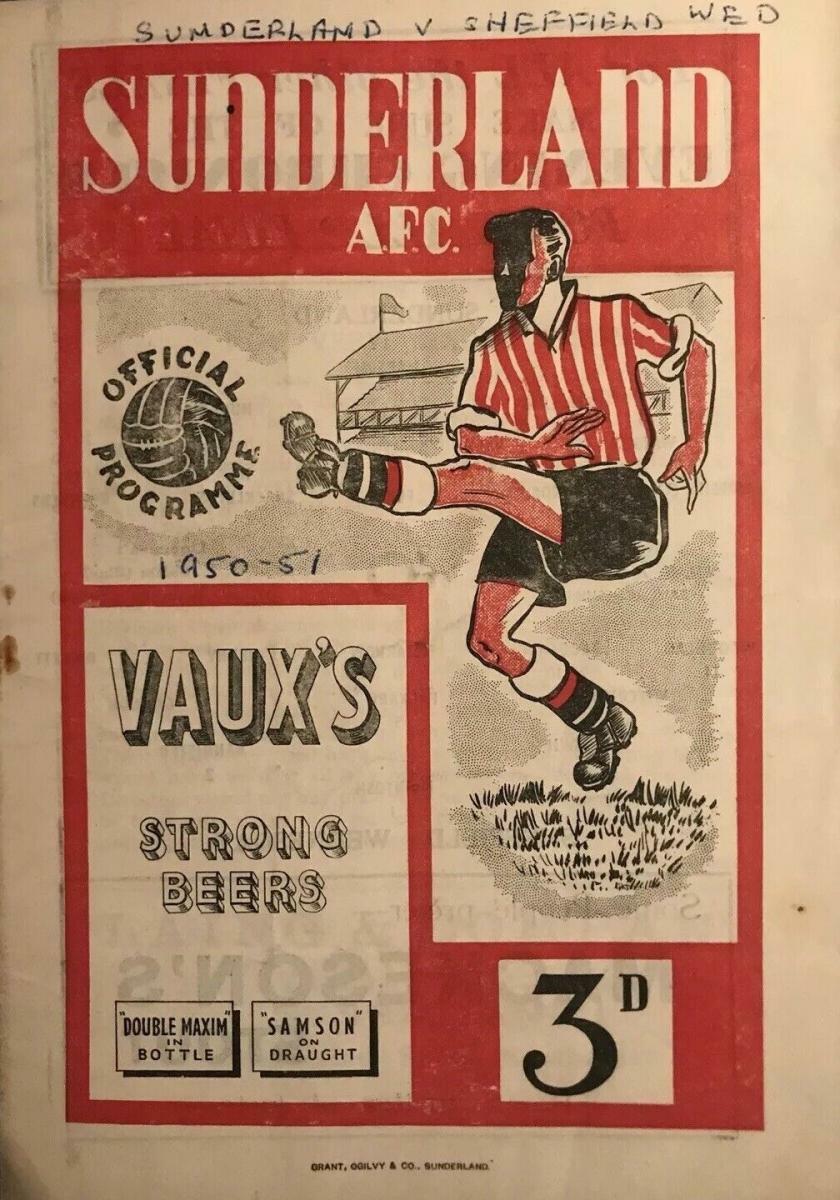 SUNDERLAND V SHEFFIELD WED
SUNDERLAND
A.F.C.
OFFICIAL
PROGRAMME
1950-51
VAUX'S
STRONG
BEERS
"DOUBLE MAXIM"
IN
BOTTLE
"SAMSON"
ON
DRAUGHT
3D
GRANT, OGILVY & CO., SUNDERLAND.